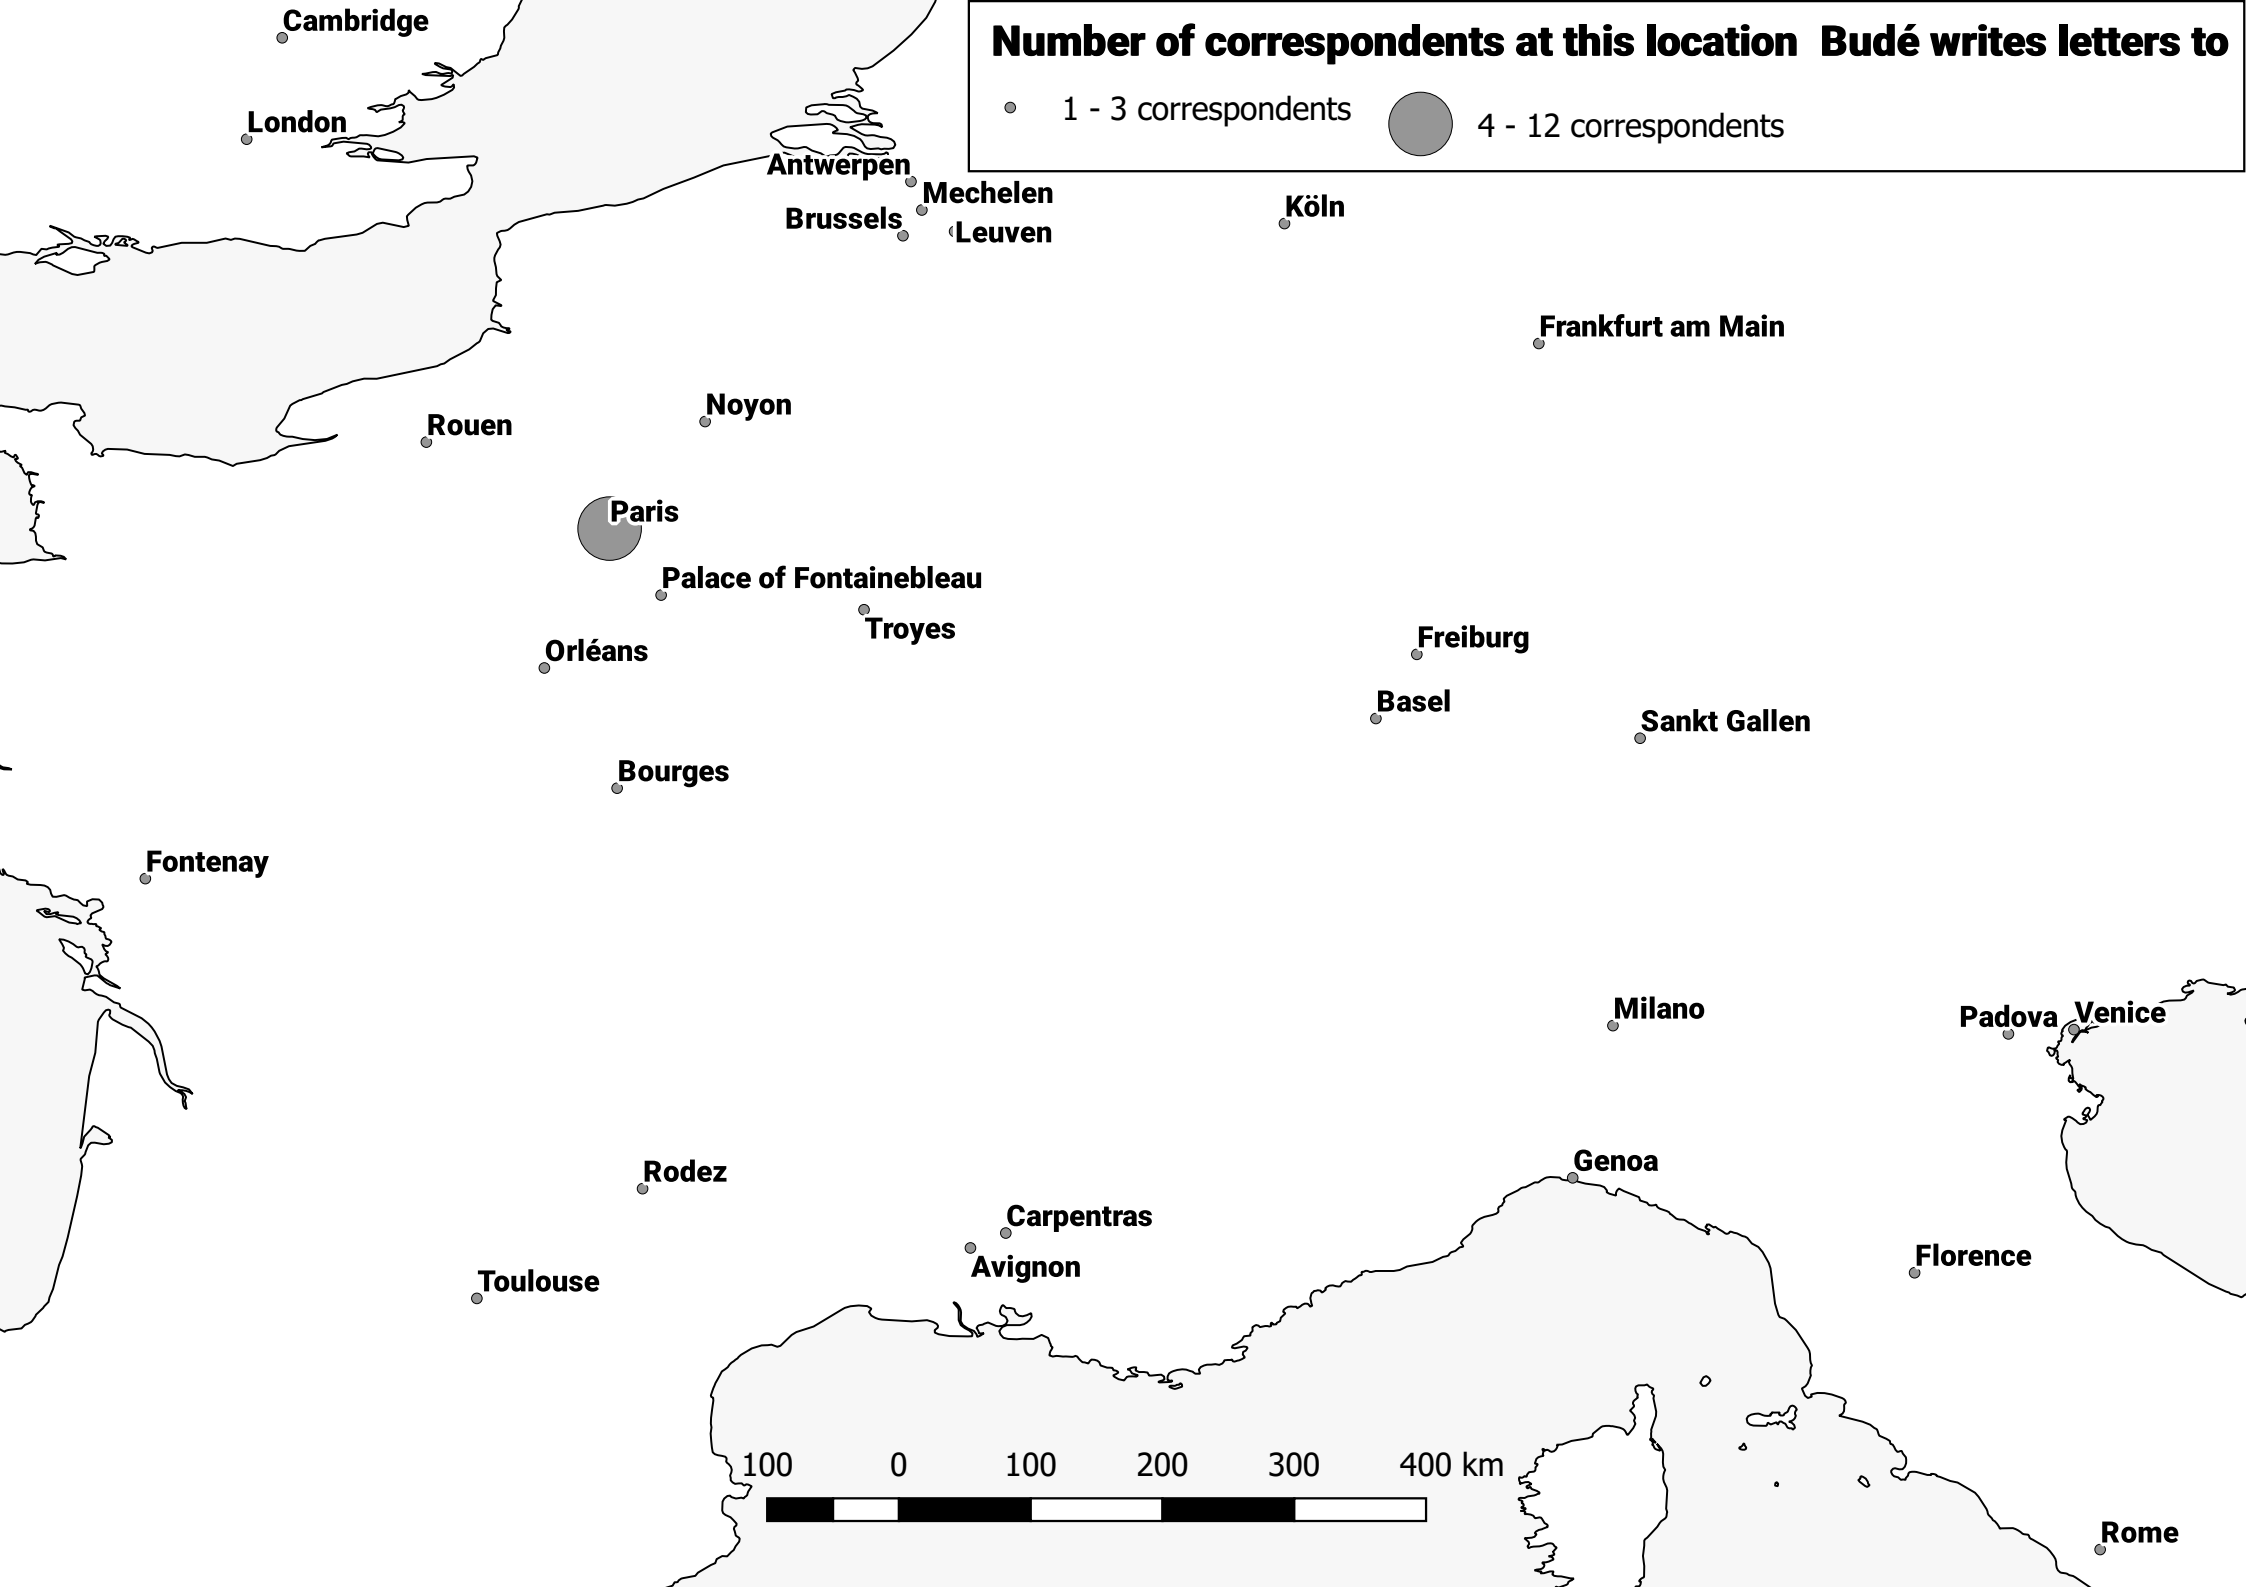 Cambridge
Number of correspondents at this location Budé writes letters to
1 - 3 correspondents
4 - 12 correspondents
London
Antwerpen
Mechelen
Brussels
Leuven
Köln
Frankfurt am Main
Noyon
Rouen
Paris
Palace of Fontainebleau
Troyes
Orléans
Freiburg
Basel
Sankt Gallen
Bourges
Fontenay
Milano
Padova
Venice
Genoa
Rodez
Carpentras
Avignon
Florence
Toulouse
100 0 100 200 300 400 km
Rome